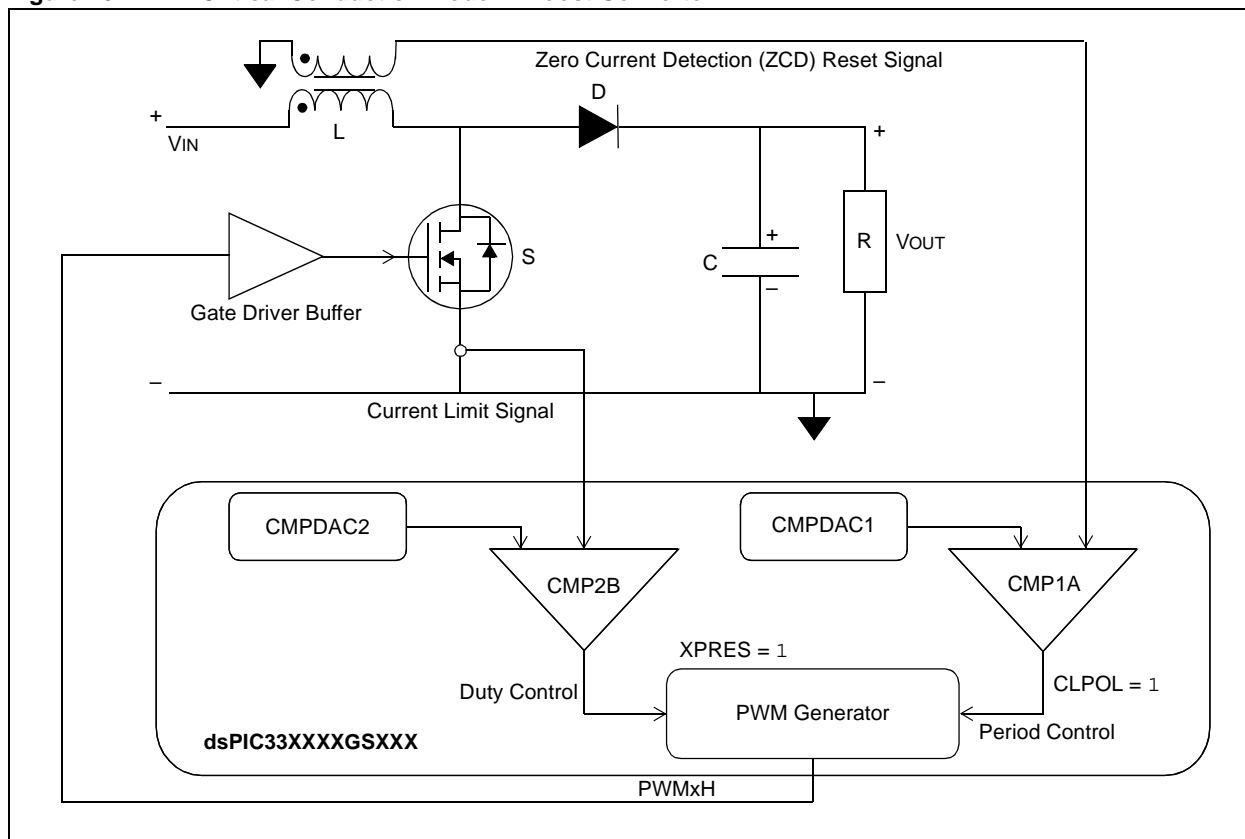 Zero Current Detection (ZCD) Reset Signal
D
+
VIN
L
+
S
R
VOUT
C
+
–
Gate Driver Buffer
–
–
Current Limit Signal
CMPDAC2
CMPDAC1
CMP2B
CMP1A
XPRES = 1
Duty Control
CLPOL = 1
PWM Generator
Period Control
dsPIC33XXXXGSXXX
PWMxH